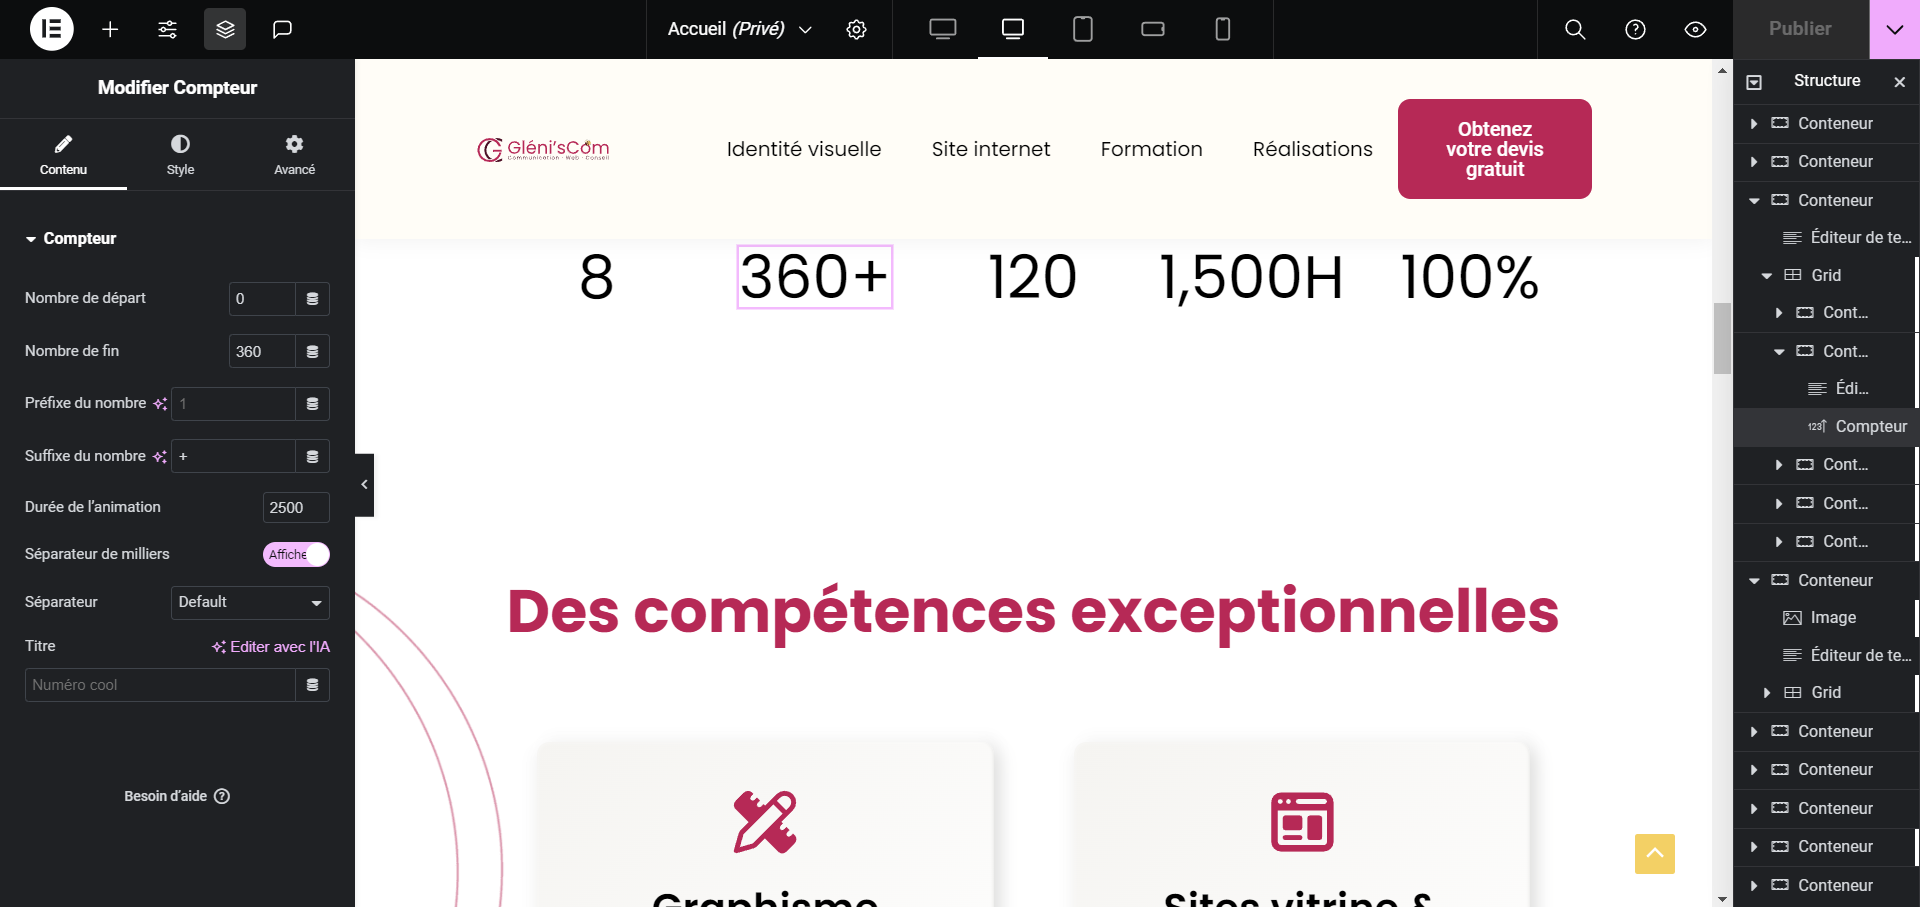 Accueil (Privé)
Publier
Modifier Compteur
Contenu
Style
Avancé
Compteur
Nombre de départ
0
Nombre de fin
360
Préfixe du nombre
1
Suffixe du nombre
+
Durée de l'animation
2500
Séparateur de milliers
Affiche
Séparateur
Default
Titre
Editer avec l'IA
Numéro cool
Besoin d'aide
Gléni'sCom
Communication - Web - Conseil
Identité visuelle
Site internet
Formation
Réalisations
Obtenez
votre devis
gratuit
8
360+
120
1,500H
100%
Des compétences exceptionnelles
Graphisme
Sites vitrine &
Structure
Conteneur
Conteneur
Conteneur
Éditeur de te...
Grid
Cont...
Cont...
Édi...
123 Compteur
Cont...
Cont...
Cont...
Conteneur
Image
Éditeur de te...
Grid
Conteneur
Conteneur
Conteneur
Conteneur
Conteneur